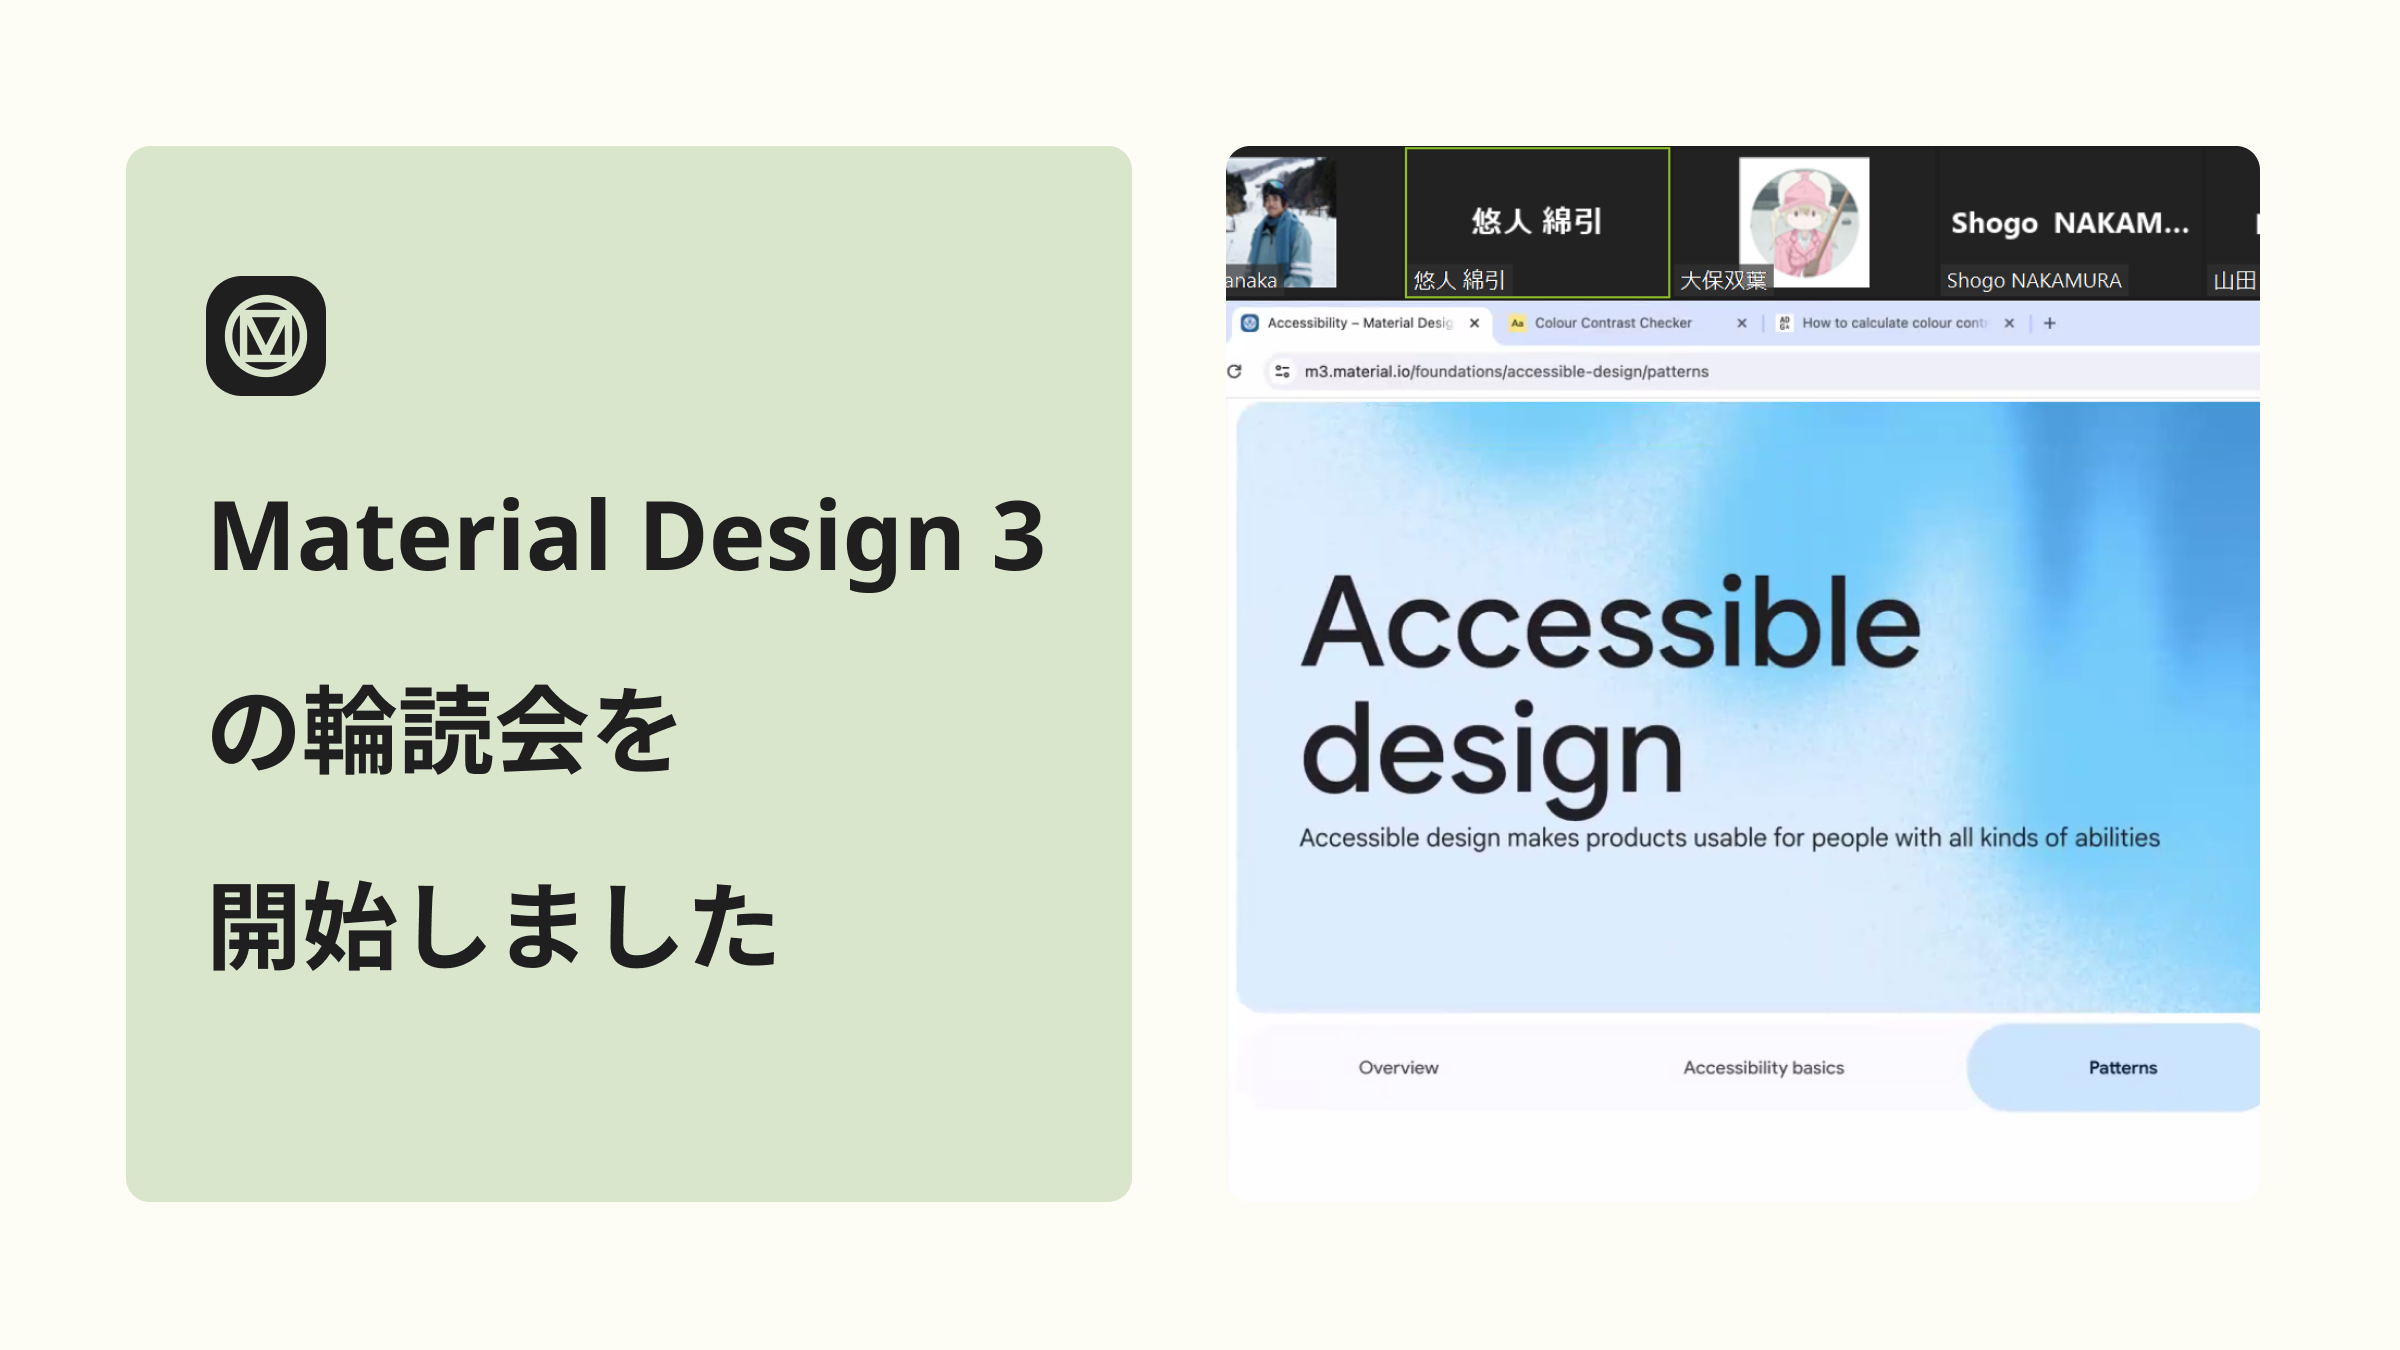 Material Design 3
の輪読会を
開始しました
悠人 綿引
Shogo NAKAM...
anaka
悠人 綿引
大保双葉
Shogo NAKAMURA
山田
Accessibility – Material Desig
Aa
Colour Contrast Checker
How to calculate colour cont
m3.material.io/foundations/accessible-design/patterns
Accessible
design
Accessible design makes products usable for people with all kinds of abilities
Overview
Accessibility basics
Patterns